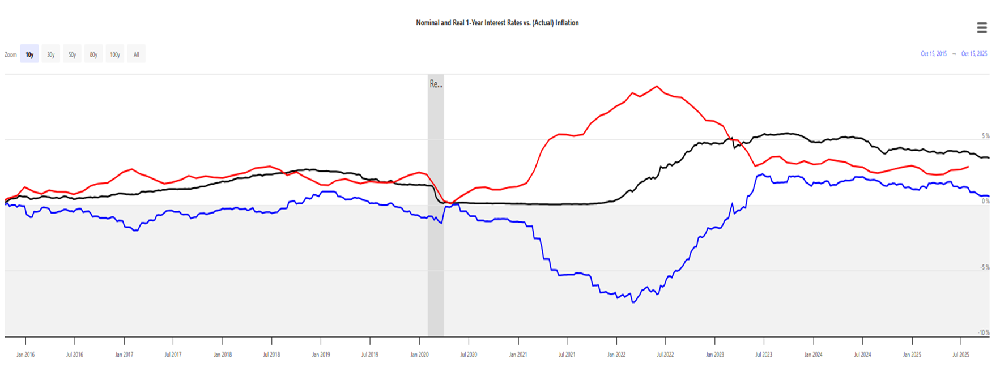 Nominal and Real 1-Year Interest Rates vs. (Actual) Inflation
Zoom 10y 30y 50y 80y 100y All
Oct 15, 2015 → Oct 15, 2025
Re...
5 %
0 %
-5 %
-10 %
Jan 2016 Jul 2016 Jan 2017 Jul 2017 Jan 2018 Jul 2018 Jan 2019 Jul 2019 Jan 2020 Jul 2020 Jan 2021 Jul 2021 Jan 2022 Jul 2022 Jan 2023 Jul 2023 Jan 2024 Jul 2024 Jan 2025 Jul 2025